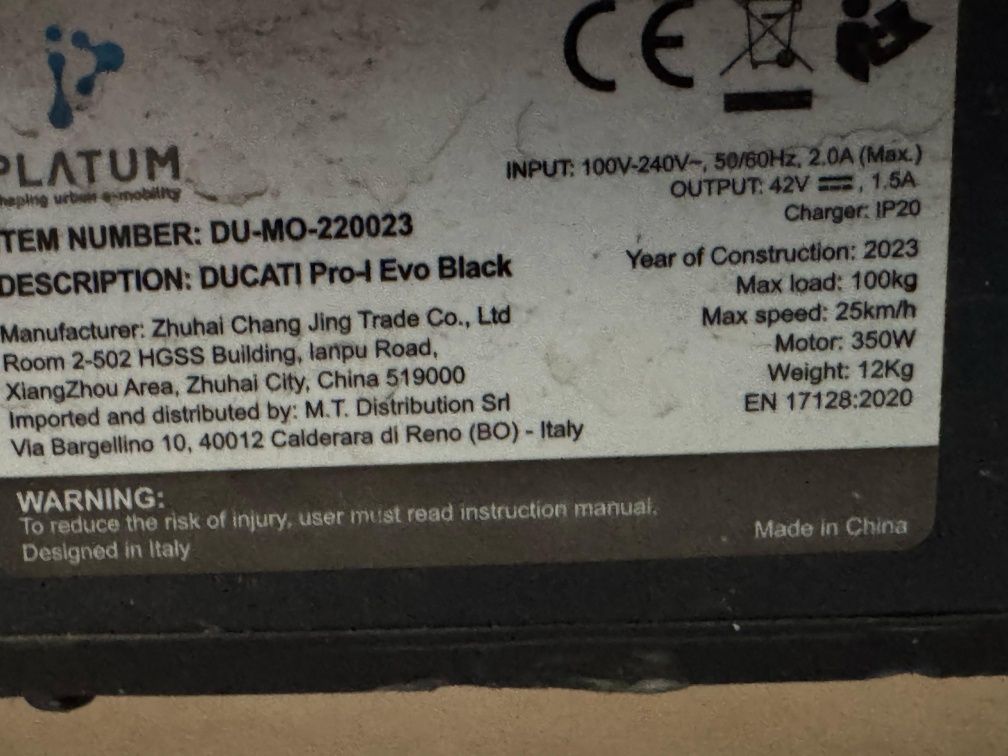 PLATUM
shaping urban e-mobility
INPUT: 100V-240V~, 50/60Hz, 2.0A (Max.)
OUTPUT: 42V ⎓, 1.5A
Charger: IP20
ITEM NUMBER: DU-MO-220023
DESCRIPTION: DUCATI Pro-I Evo Black
Manufacturer: Zhuhai Chang Jing Trade Co., Ltd
Room 2-502 HGSS Building, lanpu Road,
XiangZhou Area, Zhuhai City, China 519000
Imported and distributed by: M.T. Distribution Srl
Via Bargellino 10, 40012 Calderara di Reno (BO) - Italy
Year of Construction: 2023
Max load: 100kg
Max speed: 25km/h
Motor: 350W
Weight: 12Kg
EN 17128:2020
WARNING:
To reduce the risk of injury, user must read instruction manual.
Designed in Italy
Made in China